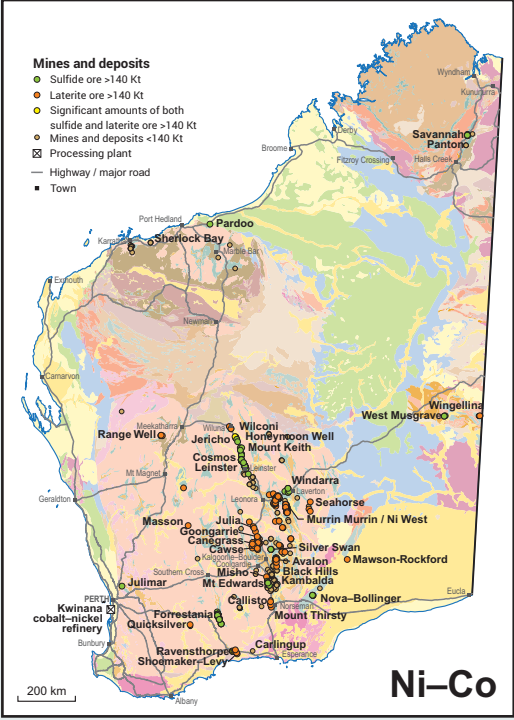 Mines and deposits
Sulfide ore >140 Kt
Laterite ore >140 Kt
Significant amounts of both
sulfide and laterite ore >140 Kt
Mines and deposits <140 Kt
Processing plant
Highway / major road
Town
Wyndham
Kununurra
Savannah
Panton
Derby
Broome
Fitzroy Crossing
Halls Creek
Port Hedland
Pardoo
Karratha
Sherlock Bay
Marble Bar
Exmouth
Newman
Carnarvon
Wingellina
West Musgrave
Meekatharra
Wiluna
Wilconi
Range Well
Jericho
Honeymoon Well
Mount Keith
Cosmos
Leinster
Leinster
Mt Magnet
Windarra
Laverton
Geraldton
Leonora
Seahorse
Masson
Julia
Murrin Murrin / Ni West
Goongarrie
Canegrass
Cawse
Silver Swan
Kalgoorlie–Boulder
Coolgardie
Avalon
Mawson-Rockford
Southern Cross
Misho
Black Hills
Julimar
Mt Edwards
Kambalda
Eucla
PERTH
Callisto
Nova–Bollinger
Norseman
Kwinana
cobalt–nickel
refinery
Forrestania
Mount Thirsty
Quicksilver
Bunbury
Ravensthorpe
Carlingup
Shoemaker–Levy
Esperance
Albany
200 km
Ni–Co